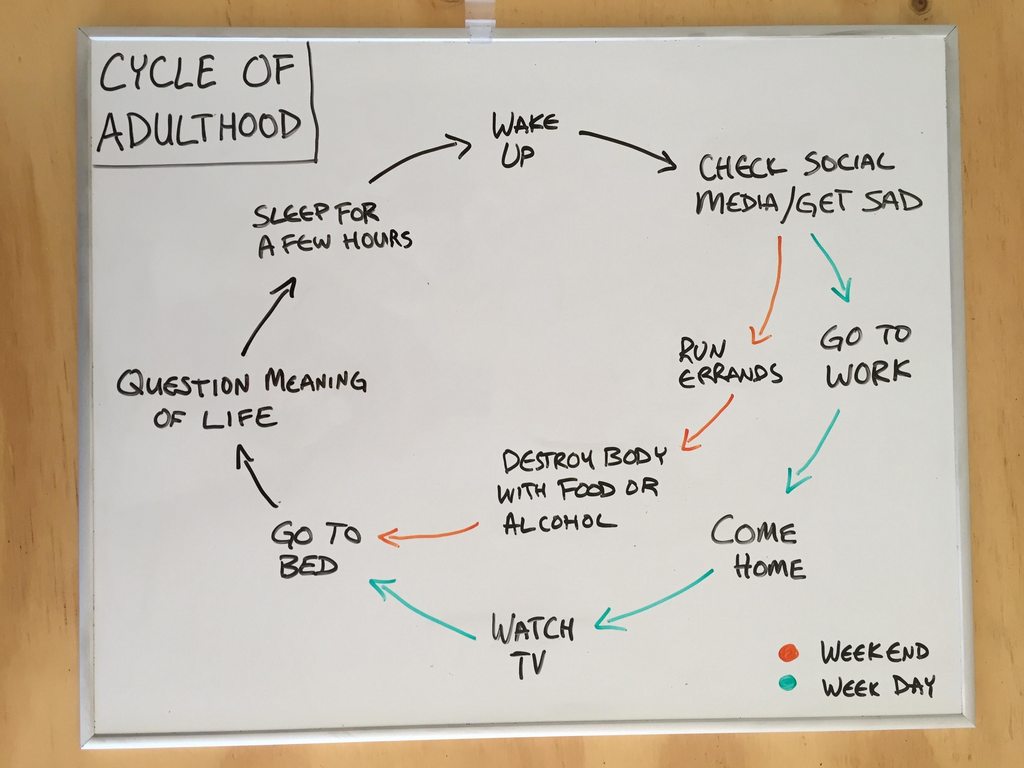 CYCLE OF
ADULTHOOD
WAKE
UP
CHECK SOCIAL
MEDIA/GET SAD
RUN
ERRANDS
GO TO
WORK
DESTROY BODY
WITH FOOD OR
ALCOHOL
COME
HOME
WATCH
TV
GO TO
BED
QUESTION MEANING
OF LIFE
SLEEP FOR
A FEW HOURS
WEEKEND
WEEK DAY